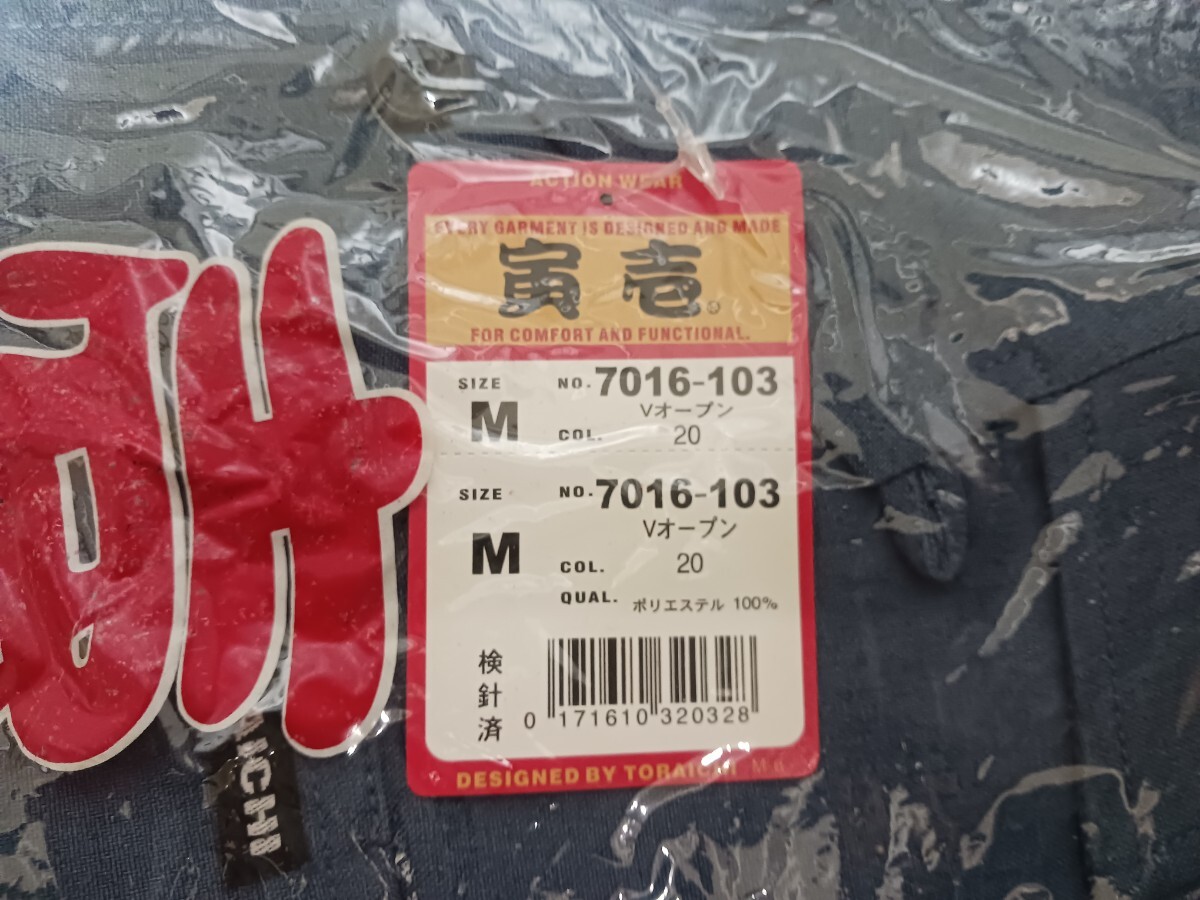 ACTION WEAR
EVERY GARMENT IS DESIGNED AND MADE
寅壱®
FOR COMFORT AND FUNCTIONAL.
SIZE NO. 7016-103
M Vオープン
COL. 20
SIZE NO. 7016-103
M Vオープン
COL. 20
QUAL. ポリエステル 100%
検針済
0 171610 320328
DESIGNED BY TORAICHI M 6
ICHI